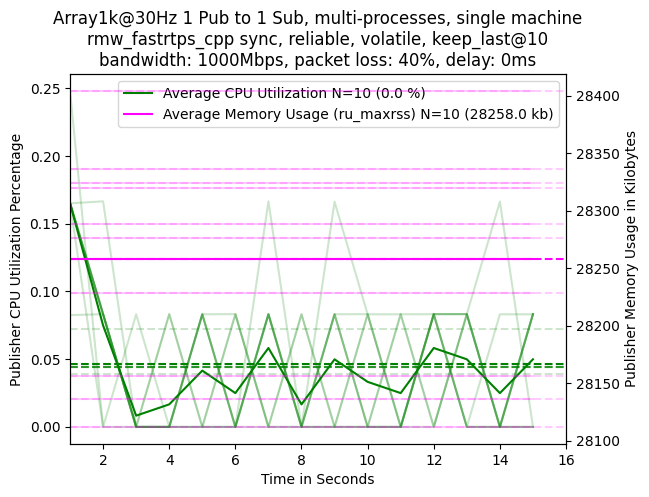 Array1k@30Hz 1 Pub to 1 Sub, multi-processes, single machine
rmw_fastrtps_cpp sync, reliable, volatile, keep_last@10
bandwidth: 1000Mbps, packet loss: 40%, delay: 0ms
Average CPU Utilization N=10 (0.0 %)
Average Memory Usage (ru_maxrss) N=10 (28258.0 kb)
Publisher CPU Utilization Percentage
0.25
0.20
0.15
0.10
0.05
0.00
28400
28350
28300
28250
28200
28150
28100
Publisher Memory Usage in Kilobytes
2 4 6 8 10 12 14 16
Time in Seconds